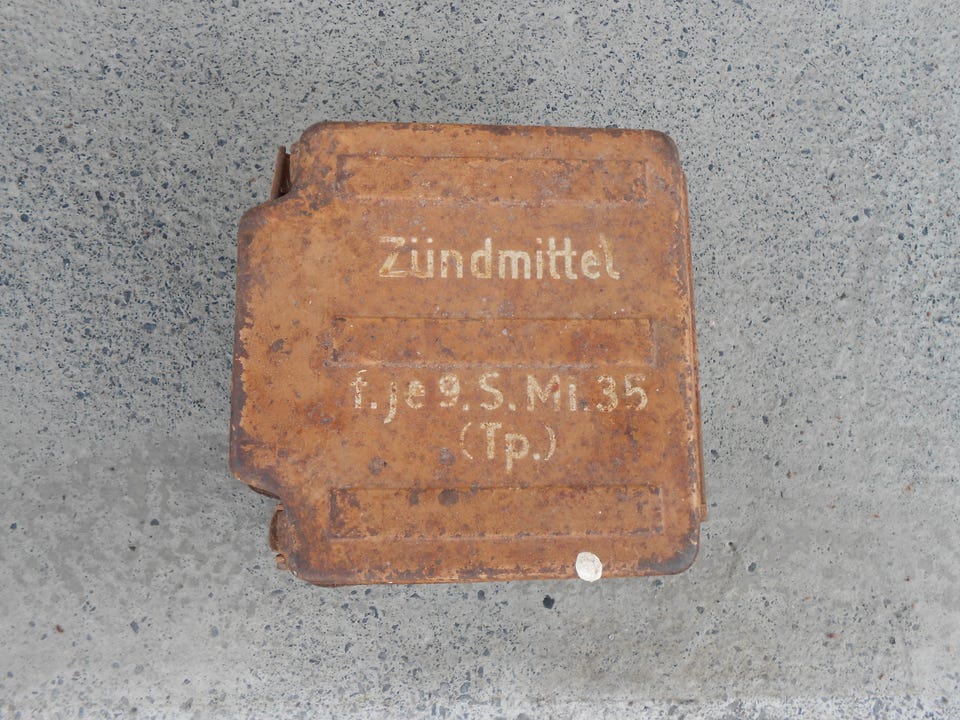 Zündmittel
f. je 9. S. Mi. 35
(Tp.)